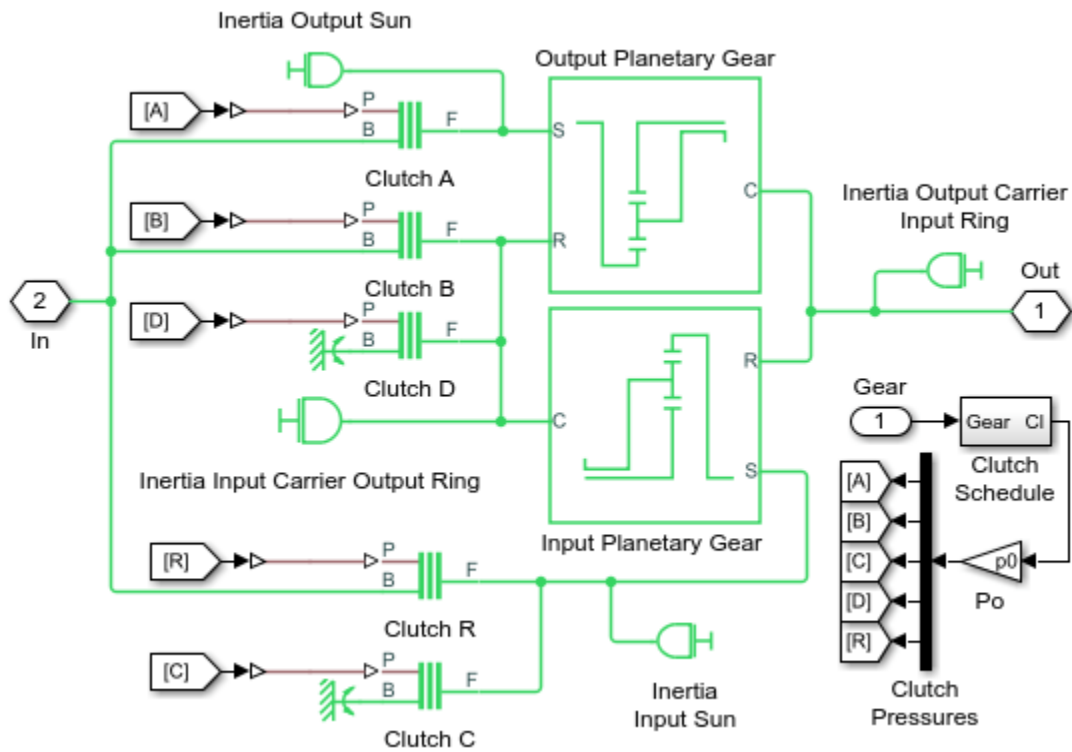 Inertia Output Sun
Output Planetary Gear
[A]
P
B
F
S
C
Clutch A
Inertia Output Carrier
Input Ring
[B]
P
B
F
R
2
In
Clutch B
Out
1
[D]
P
B
F
R
Clutch D
Gear
1
Gear Cl
C
Clutch
Schedule
Inertia Input Carrier Output Ring
S
[A]
[B]
[C]
[D]
[R]
p0
Po
Input Planetary Gear
[R]
P
B
F
Clutch R
[C]
P
B
F
Clutch C
Inertia
Input Sun
Clutch
Pressures